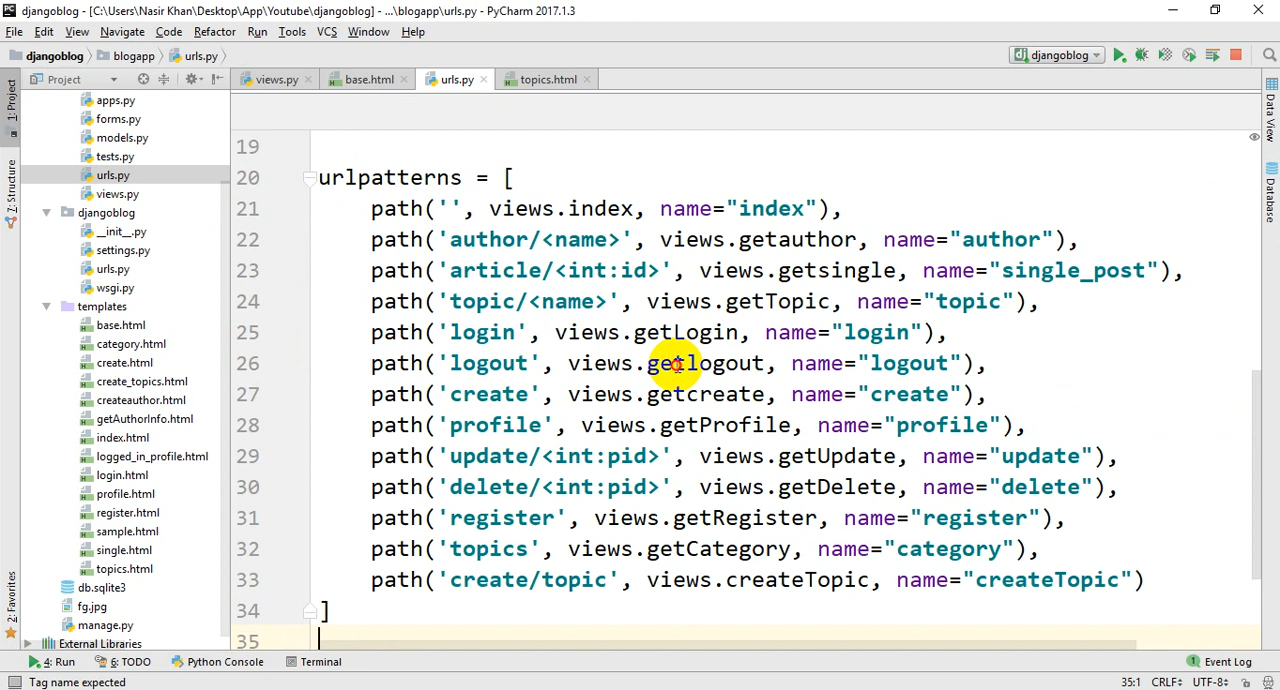 djangoblog - [C:\Users\Nasir Khan\Desktop\App\Youtube\djangoblog] - ...\blogapp\urls.py - PyCharm 2017.1.3
File Edit View Navigate Code Refactor Run Tools VCS Window Help
djangoblog blogapp urls.py djangoblog
Project views.py base.html urls.py topics.html
1: Project
7: Structure
2: Favorites
Data View
Database
apps.py
forms.py
models.py
tests.py
urls.py
views.py
djangoblog
__init__.py
settings.py
urls.py
wsgi.py
templates
base.html
category.html
create.html
create_topics.html
createauthor.html
getAuthorInfo.html
index.html
logged_in_profile.html
login.html
profile.html
register.html
sample.html
single.html
topics.html
db.sqlite3
fg.jpg
manage.py
External Libraries
19
20 urlpatterns = [
21 path('', views.index, name="index"),
22 path('author/<name>', views.getauthor, name="author"),
23 path('article/<int:id>', views.getsingle, name="single_post"),
24 path('topic/<name>', views.getTopic, name="topic"),
25 path('login', views.getLogin, name="login"),
26 path('logout', views.getlogout, name="logout"),
27 path('create', views.getcreate, name="create"),
28 path('profile', views.getProfile, name="profile"),
29 path('update/<int:pid>', views.getUpdate, name="update"),
30 path('delete/<int:pid>', views.getDelete, name="delete"),
31 path('register', views.getRegister, name="register"),
32 path('topics', views.getCategory, name="category"),
33 path('create/topic', views.createTopic, name="createTopic")
34 ]
35
4: Run 6: TODO Python Console Terminal 1 Event Log
Tag name expected 35:1 CRLF UTF-8